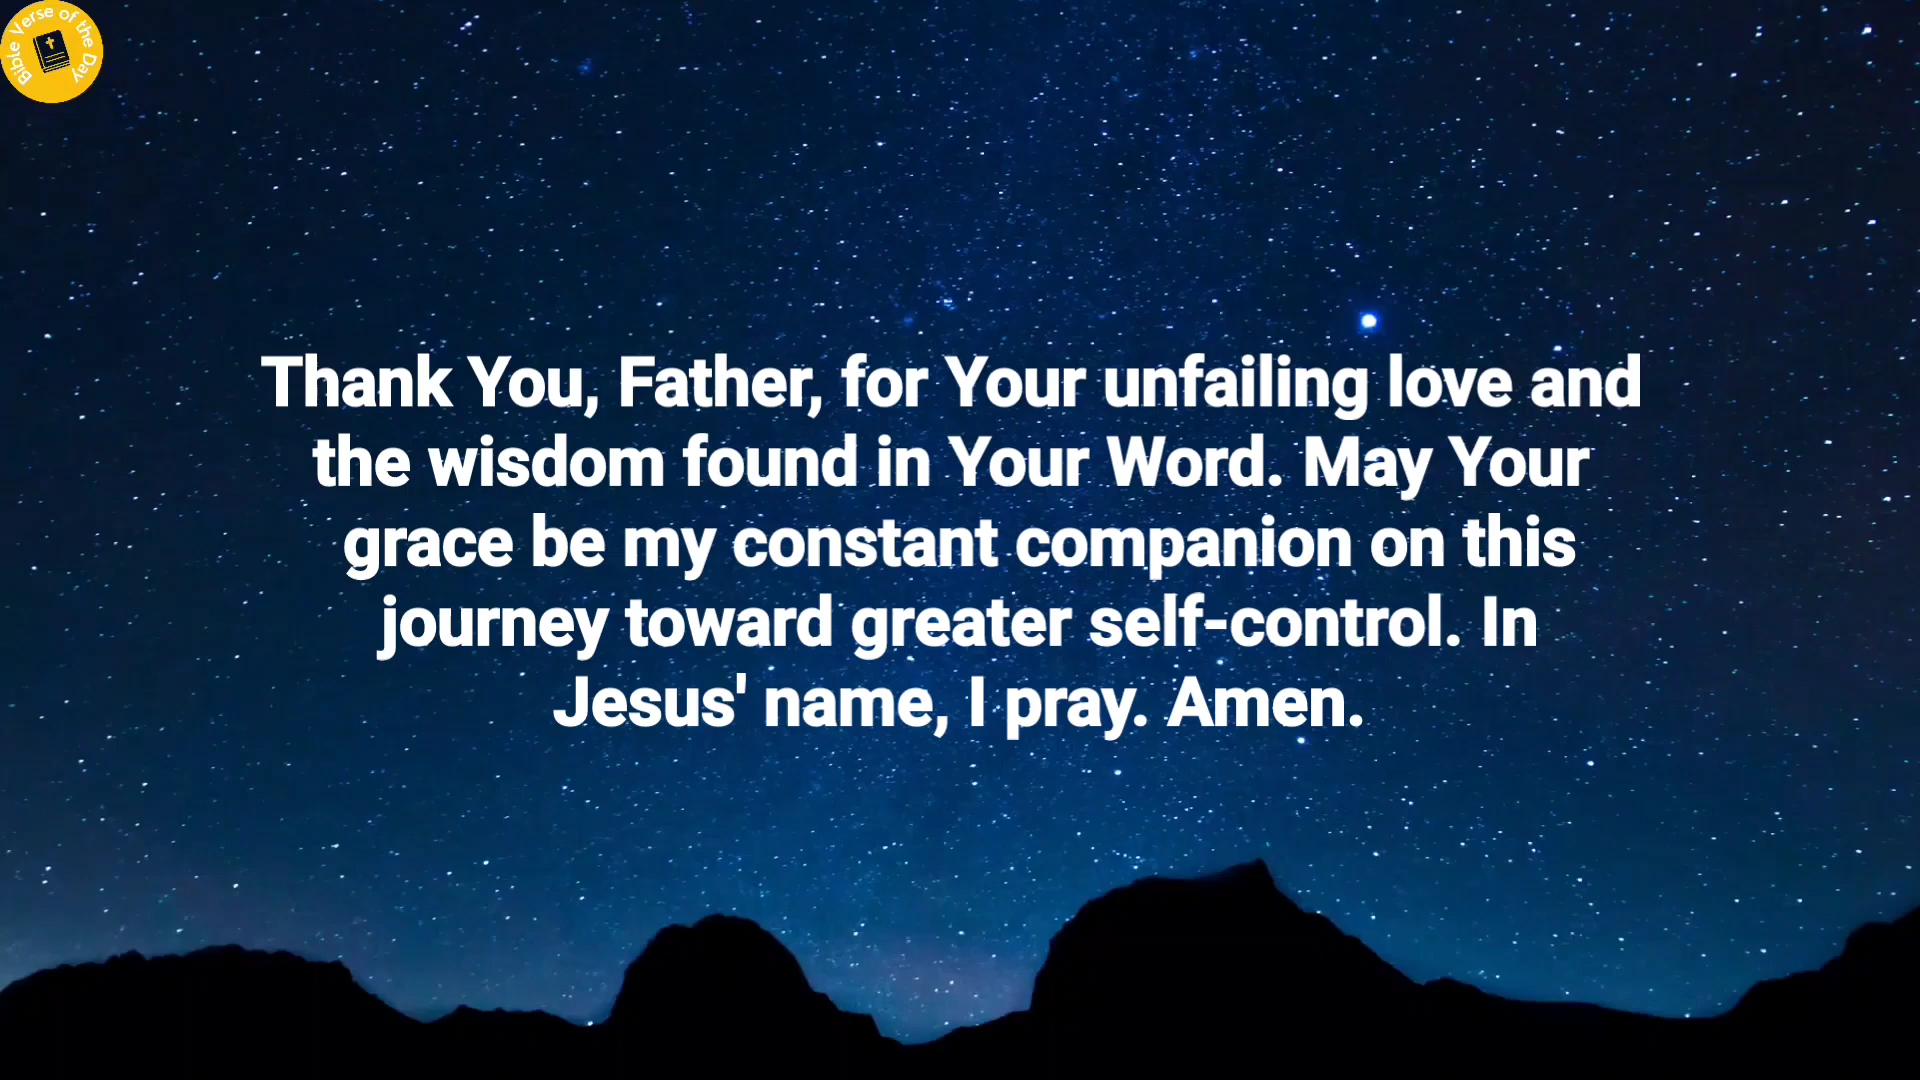 Bible Verse of the Day
Thank You, Father, for Your unfailing love and
the wisdom found in Your Word. May Your
grace be my constant companion on this
journey toward greater self-control. In
Jesus' name, I pray. Amen.